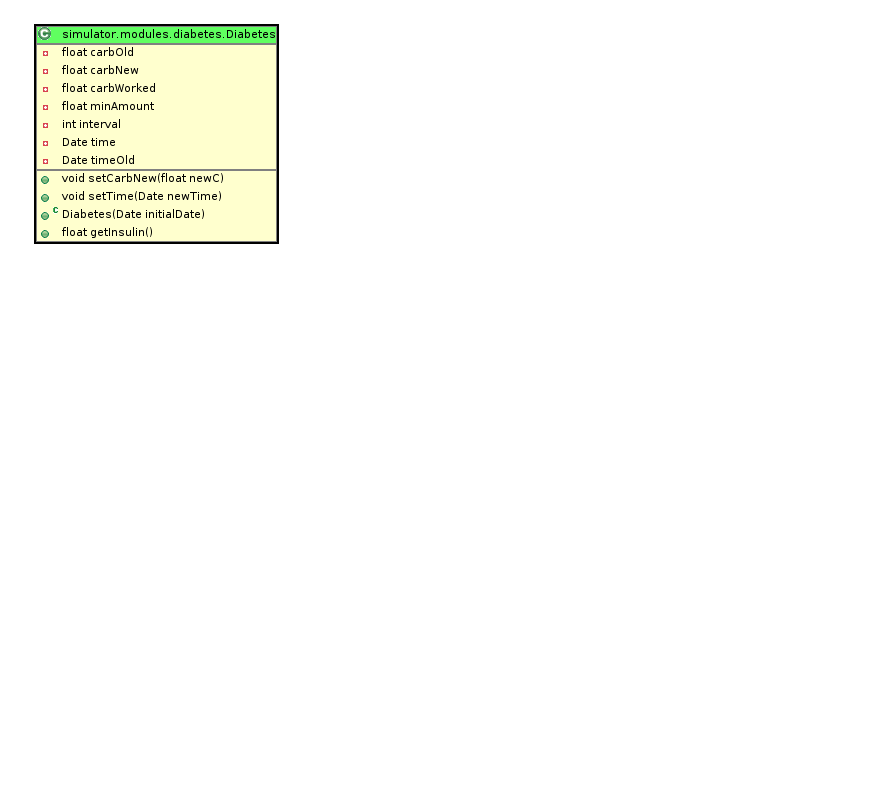 C simulator.modules.diabetes.Diabetes
float carbOld
float carbNew
float carbWorked
float minAmount
int interval
Date time
Date timeOld
void setCarbNew(float newC)
void setTime(Date newTime)
c Diabetes(Date initialDate)
float getInsulin()